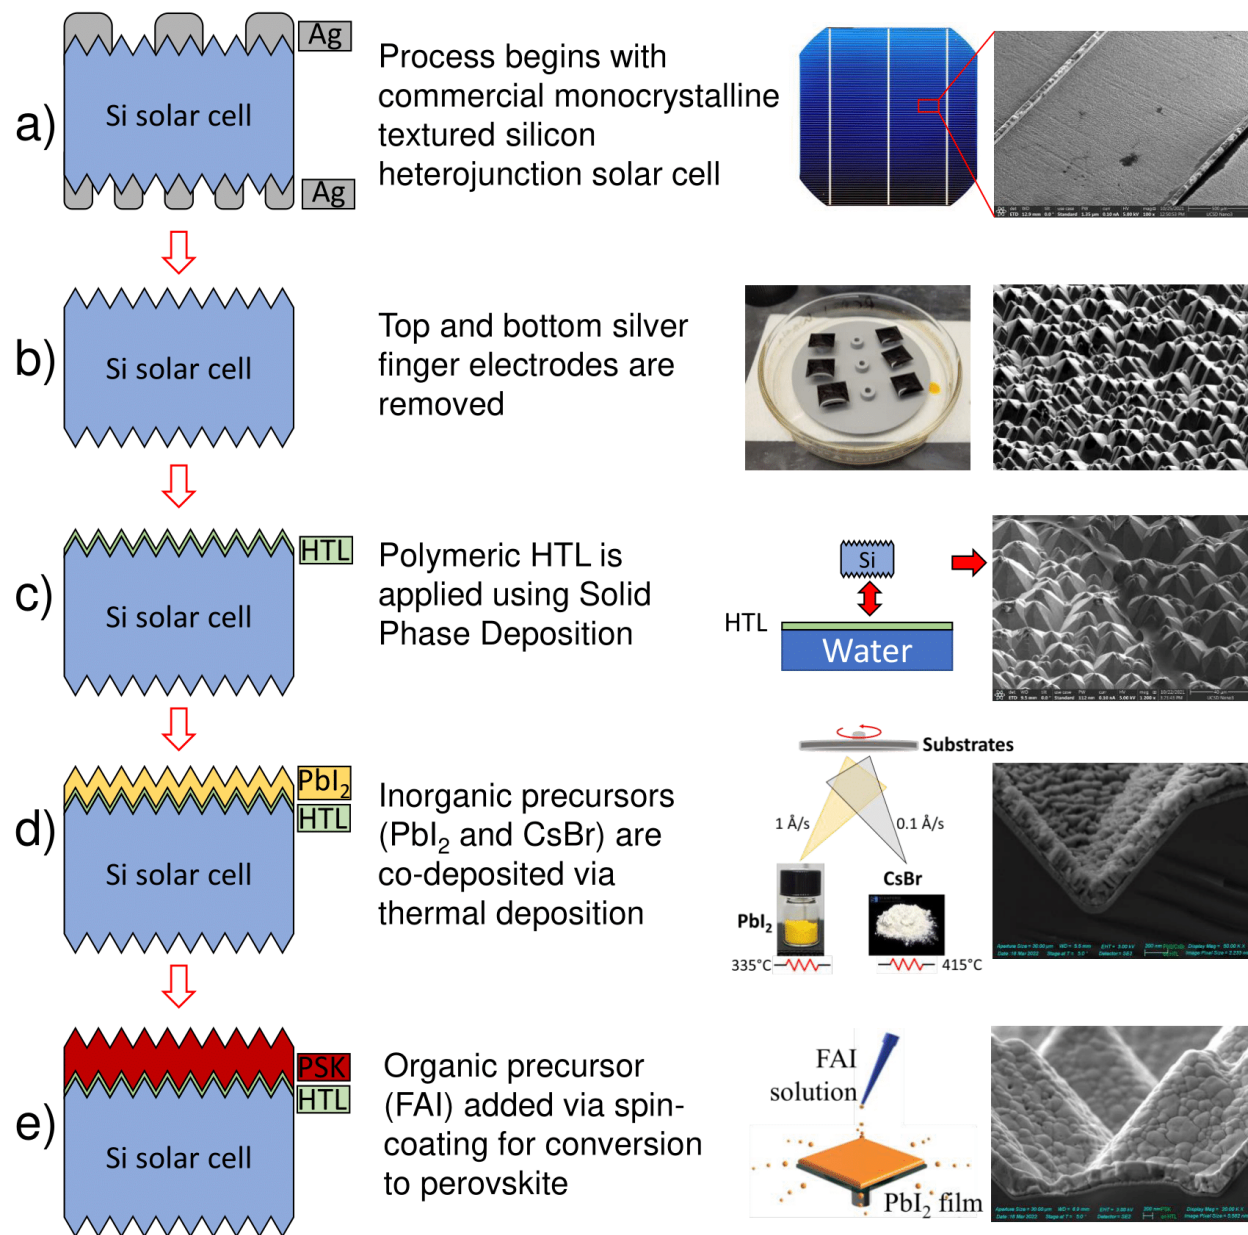 a)
Ag
Si solar cell
Ag
Process begins with
commercial monocrystalline
textured silicon
heterojunction solar cell
b)
Si solar cell
Top and bottom silver
finger electrodes are
removed
c)
HTL
Si solar cell
Polymeric HTL is
applied using Solid
Phase Deposition
Si
HTL
Water
d)
PbI2
HTL
Si solar cell
Inorganic precursors
(PbI2 and CsBr) are
co-deposited via
thermal deposition
Substrates
1 Å/s
0.1 Å/s
CsBr
PbI2
335°C
415°C
e)
PSK
HTL
Si solar cell
Organic precursor
(FAI) added via spin-
coating for conversion
to perovskite
FAI
solution
PbI2 film